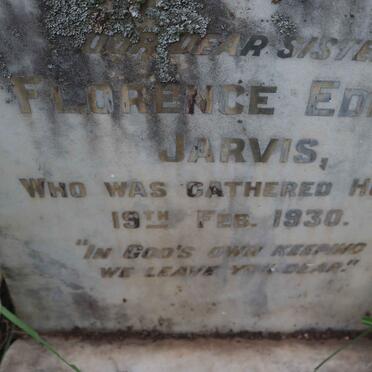 OUR DEAR SISTE
FLORENCE ED
JARVIS,
WHO WAS GATHERED H
19TH FEB. 1930.
"IN GOD'S OWN KEEPING
WE LEAVE YOU DEAR."